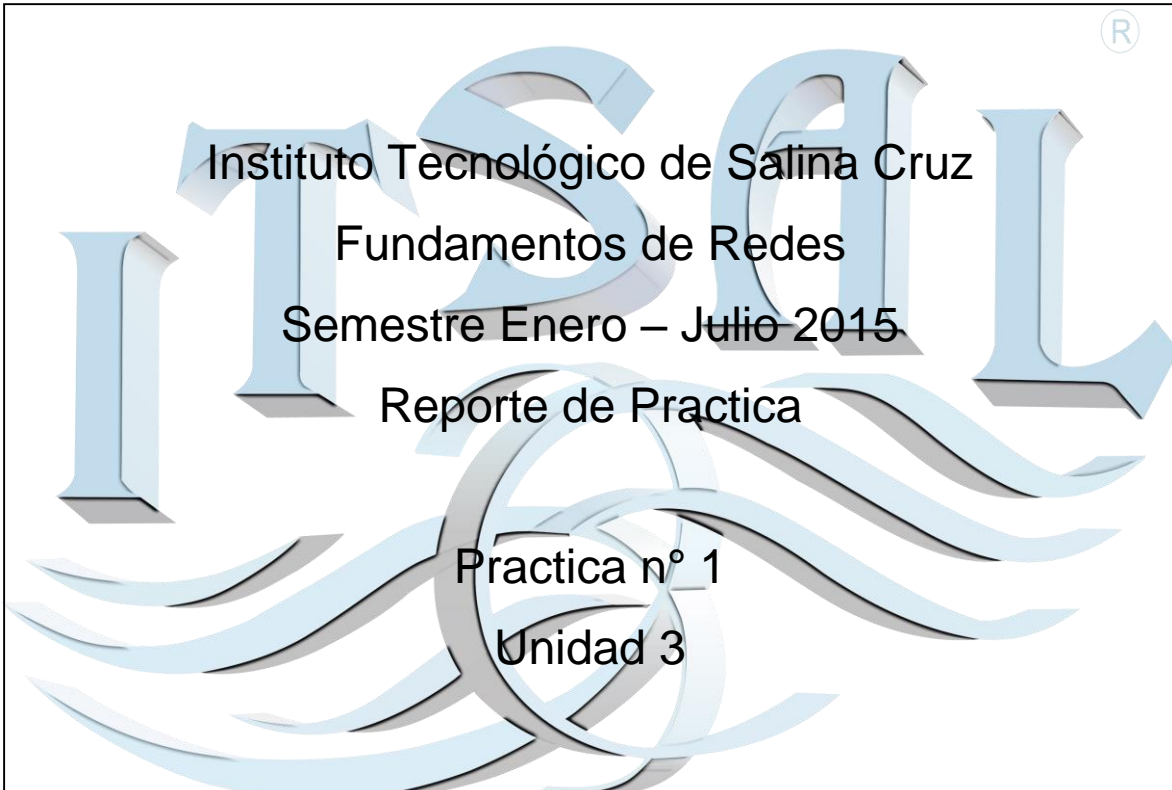 ®
ITSAL
Instituto Tecnológico de Salina Cruz
Fundamentos de Redes
Semestre Enero – Julio 2015
Reporte de Practica
Practica n° 1
Unidad 3